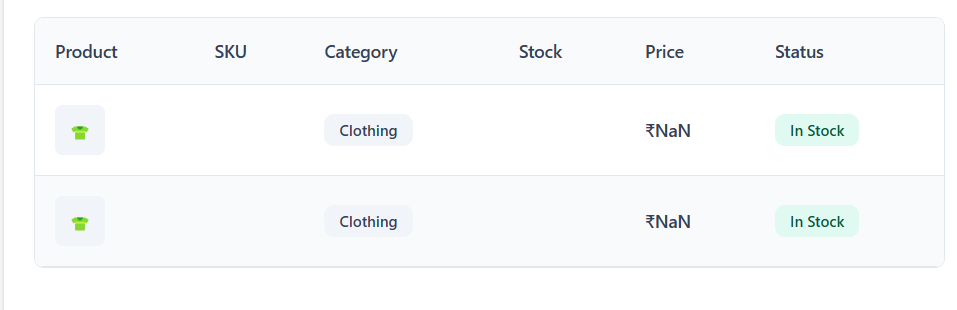 Product SKU Category Stock Price Status
Clothing ₹NaN In Stock
Clothing ₹NaN In Stock